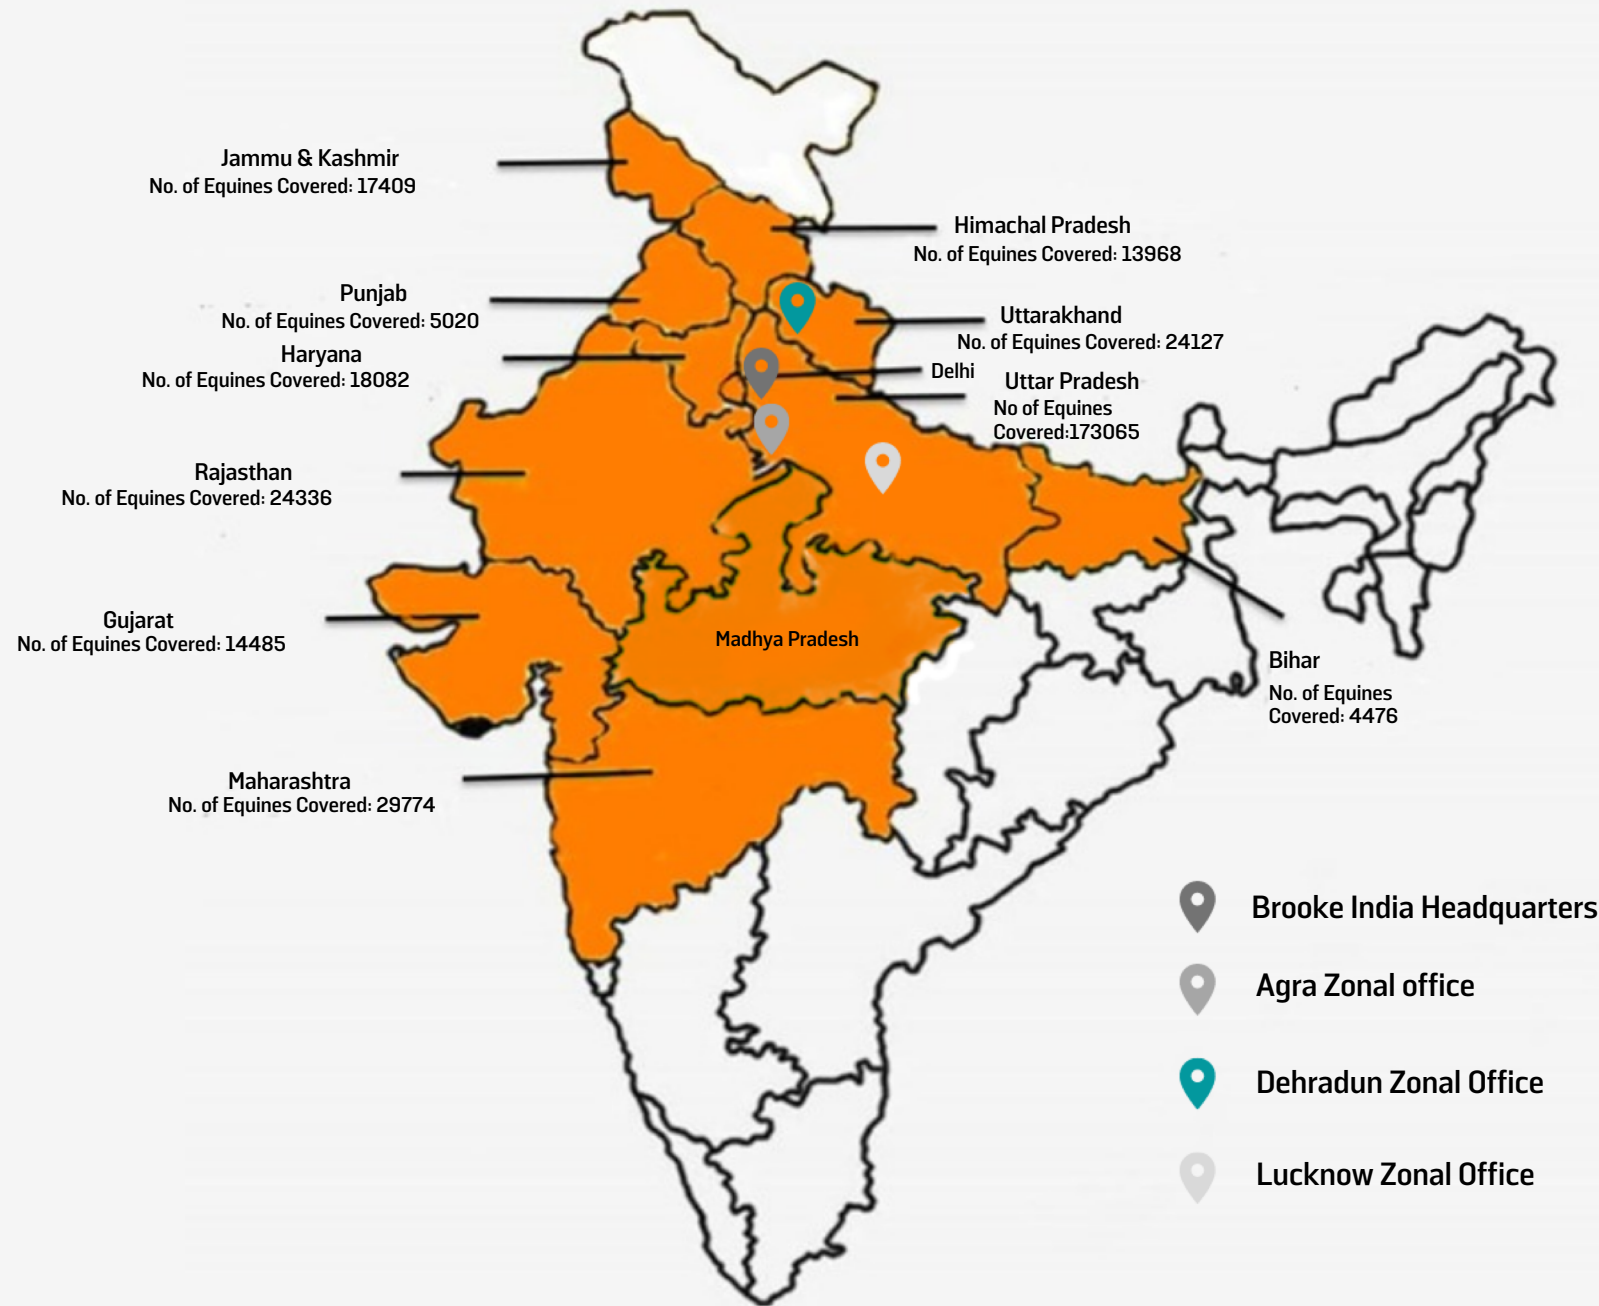 Jammu & Kashmir
No. of Equines Covered: 17409
Himachal Pradesh
No. of Equines Covered: 13968
Punjab
No. of Equines Covered: 5020
Uttarakhand
No. of Equines Covered: 24127
Haryana
No. of Equines Covered: 18082
Delhi
Uttar Pradesh
No of Equines
Covered:173065
Rajasthan
No. of Equines Covered: 24336
Gujarat
No. of Equines Covered: 14485
Madhya Pradesh
Bihar
No. of Equines
Covered: 4476
Maharashtra
No. of Equines Covered: 29774
Brooke India Headquarters
Agra Zonal office
Dehradun Zonal Office
Lucknow Zonal Office